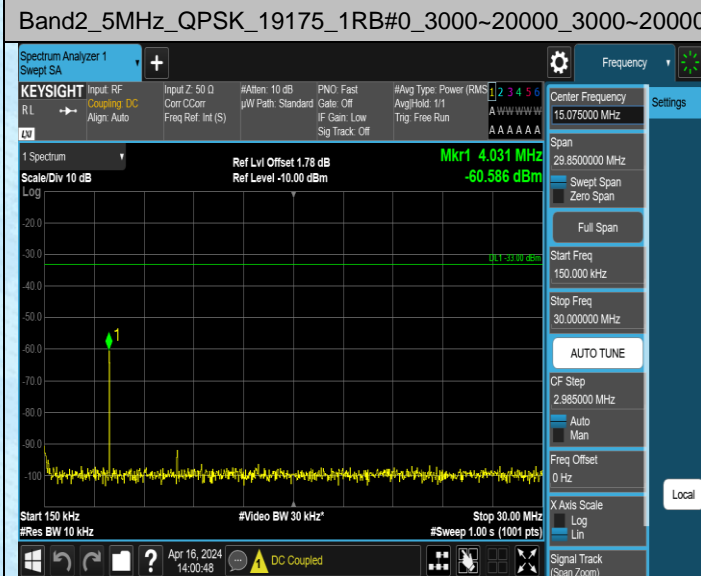 Band2_5MHz_QPSK_19175_1RB#0_3000~20000_3000~20000
Spectrum Analyzer 1
Swept SA
Frequency
KEYSIGHT
RL
LXI
Input: RF
Coupling: DC
Align: Auto
Input Z: 50 Ω
Corr CCorr
Freq Ref: Int (S)
#Atten: 10 dB
µW Path: Standard
PNO: Fast
Gate: Off
IF Gain: Low
Sig Track: Off
#Avg Type: Power (RMS
Avg|Hold: 1/1
Trig: Free Run
1 2 3 4 5 6
A W W W W W
A A A A A A
1 Spectrum
Scale/Div 10 dB
Log
Ref Lvl Offset 1.78 dB
Ref Level -10.00 dBm
Mkr1 4.031 MHz
-60.586 dBm
-20.0
-30.0
DL1 -33.00 dBm
-40.0
-50.0
1
-60.0
-70.0
-80.0
-90.0
-100
Start 150 kHz
#Res BW 10 kHz
#Video BW 30 kHz*
Stop 30.00 MHz
#Sweep 1.00 s (1001 pts)
Center Frequency
15.075000 MHz
Settings
Span
29.8500000 MHz
Swept Span
Zero Span
Full Span
Start Freq
150.000 kHz
Stop Freq
30.000000 MHz
AUTO TUNE
CF Step
2.985000 MHz
Auto
Man
Freq Offset
0 Hz
Local
X Axis Scale
Log
Lin
Signal Track
(Span Zoom)
?
Apr 16, 2024
14:00:48
1
DC Coupled